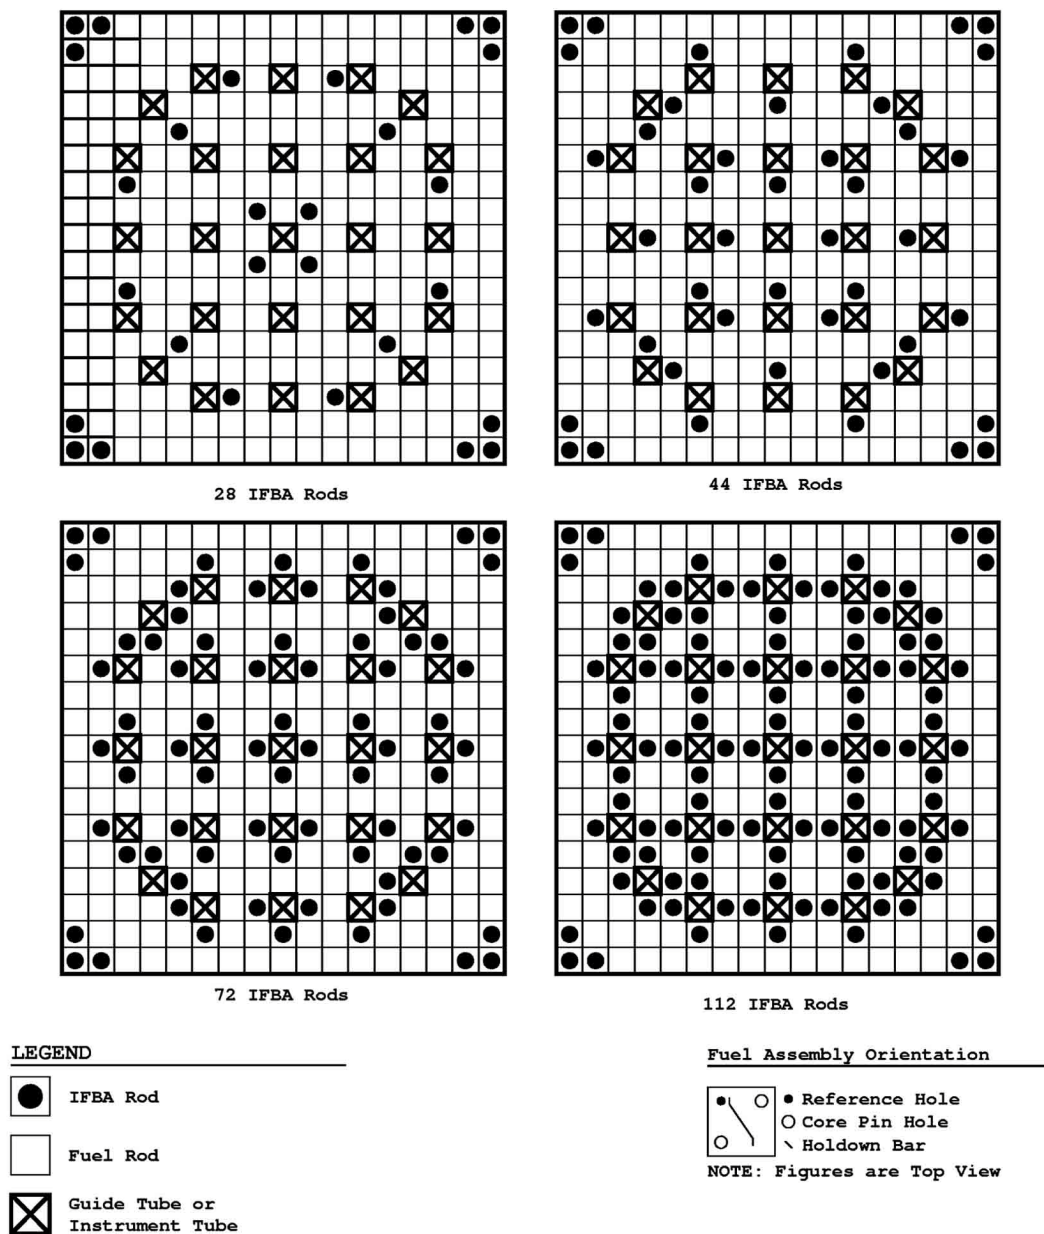 28 IFBA Rods
44 IFBA Rods
72 IFBA Rods
112 IFBA Rods
LEGEND
IFBA Rod
Fuel Rod
Guide Tube or
Instrument Tube
Fuel Assembly Orientation
Reference Hole
Core Pin Hole
Holdown Bar
NOTE: Figures are Top View